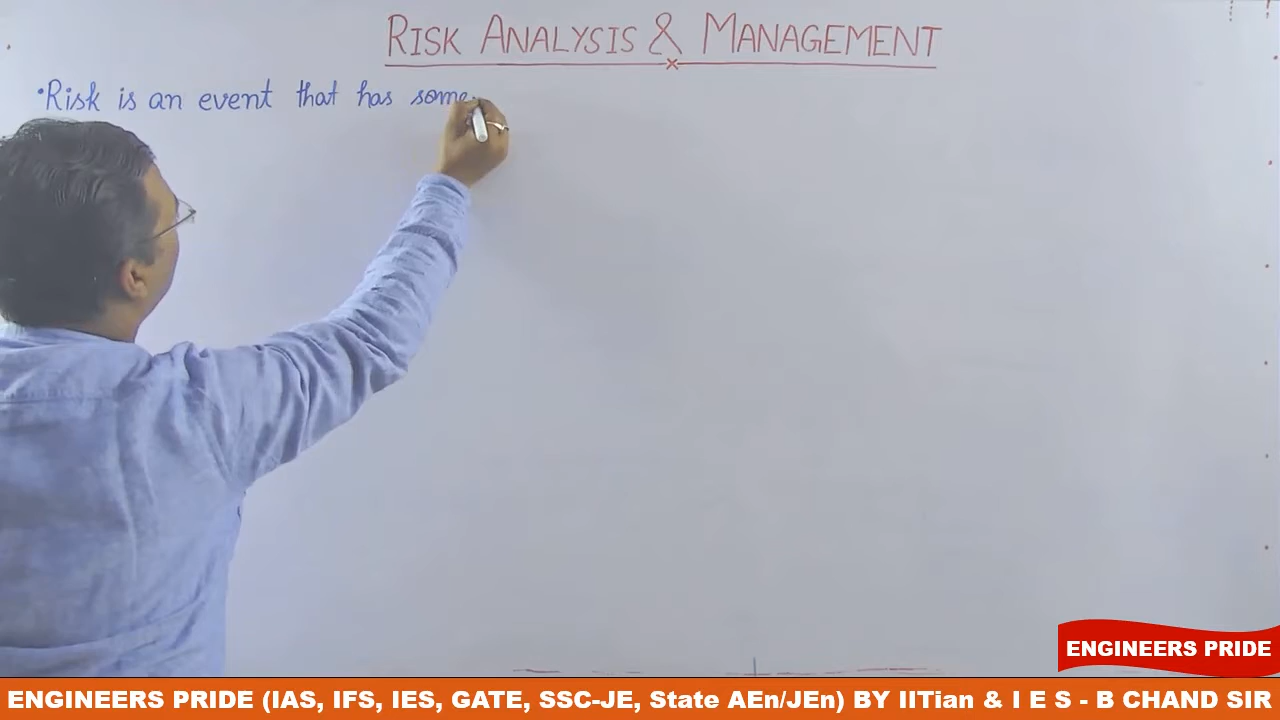 RISK ANALYSIS & MANAGEMENT
•Risk is an event that has some
ENGINEERS PRIDE
ENGINEERS PRIDE (IAS, IFS, IES, GATE, SSC-JE, State AEn/JEn) BY IITian & I E S - B CHAND SIR